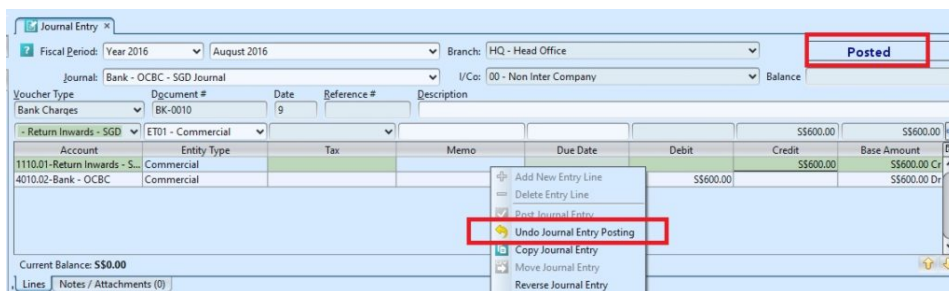 Journal Entry
Fiscal Period: Year 2016 August 2016 Branch: HQ - Head Office Posted
Journal: Bank - OCBC - SGD Journal I/Co: 00 - Non Inter Company Balance
Voucher Type Document # Date Reference # Description
Bank Charges BK-0010 9
- Return Inwards - SGD ET01 - Commercial S$600.00 S$600.00
Account Entity Type Tax Memo Due Date Debit Credit Base Amount
1110.01-Return Inwards - S... Commercial S$600.00 S$600.00 Cr
4010.02-Bank - OCBC Commercial S$600.00 S$600.00 Dr
Add New Entry Line
Delete Entry Line
Post Journal Entry
Undo Journal Entry Posting
Copy Journal Entry
Move Journal Entry
Reverse Journal Entry
Current Balance: S$0.00
Lines Notes / Attachments (0)